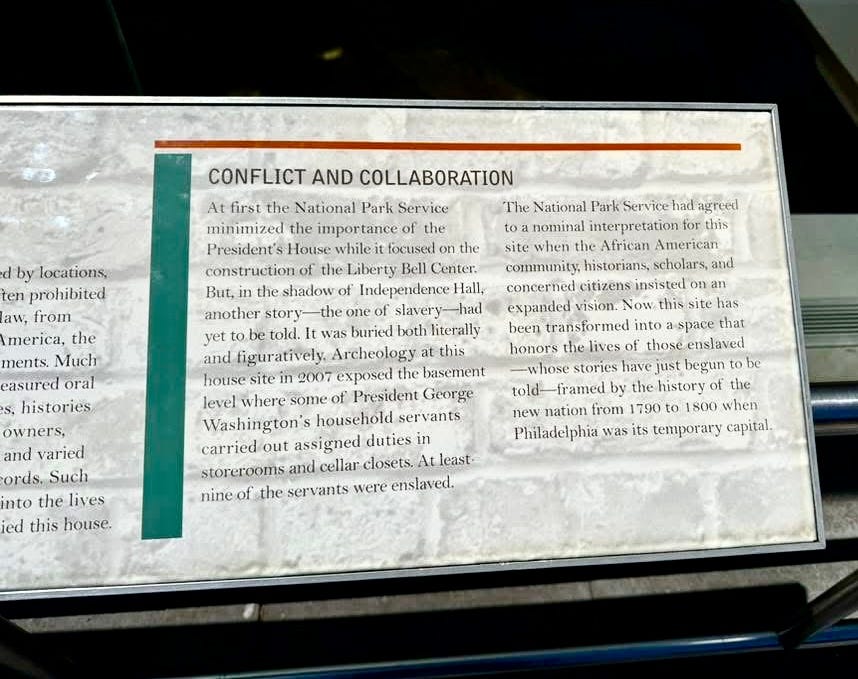 ed by locations,
ten prohibited
law, from
America, the
ments. Much
easured oral
es, histories
owners,
and varied
cords. Such
into the lives
ied this house.
CONFLICT AND COLLABORATION
At first the National Park Service
minimized the importance of the
President's House while it focused on the
construction of the Liberty Bell Center.
But, in the shadow of Independence Hall,
another story—the one of slavery—had
yet to be told. It was buried both literally
and figuratively. Archeology at this
house site in 2007 exposed the basement
level where some of President George
Washington's household servants
carried out assigned duties in
storerooms and cellar closets. At least
nine of the servants were enslaved.
The National Park Service had agreed
to a nominal interpretation for this
site when the African American
community, historians, scholars, and
concerned citizens insisted on an
expanded vision. Now this site has
been transformed into a space that
honors the lives of those enslaved
—whose stories have just begun to be
told—framed by the history of the
new nation from 1790 to 1800 when
Philadelphia was its temporary capital.